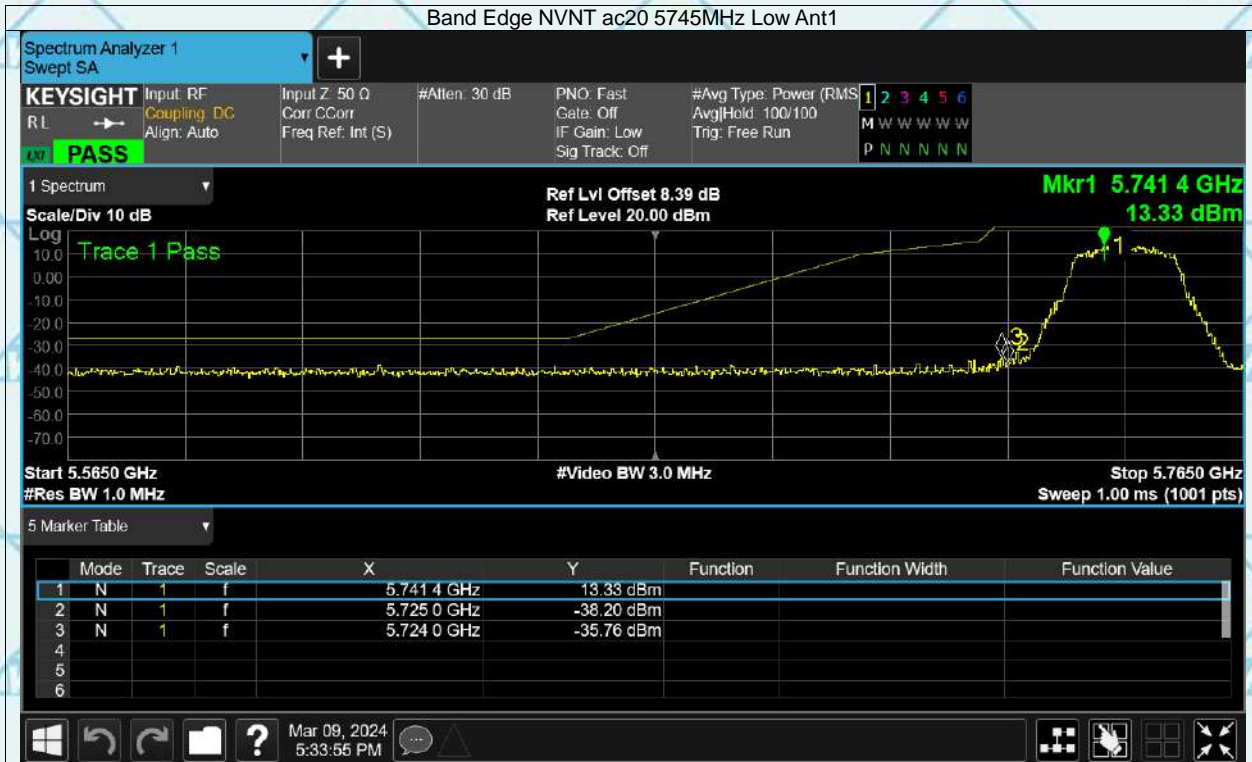 Band Edge NVNT ac20 5745MHz Low Ant1
Spectrum Analyzer 1
Swept SA
+
KEYSIGHT
RL
LXI PASS
Input: RF
Coupling: DC
Align: Auto
Input Z: 50 Ω
Corr CCorr
Freq Ref: Int (S)
#Atten: 30 dB
PNO: Fast
Gate: Off
IF Gain: Low
Sig Track: Off
#Avg Type: Power (RMS
Avg|Hold: 100/100
Trig: Free Run
1 2 3 4 5 6
M W W W W W
P N N N N N
1 Spectrum
Scale/Div 10 dB
Ref Lvl Offset 8.39 dB
Ref Level 20.00 dBm
Mkr1 5.741 4 GHz
13.33 dBm
Log
Trace 1 Pass
10.0
0.00
-10.0
-20.0
-30.0
-40.0
-50.0
-60.0
-70.0
1
3
2
Start 5.5650 GHz
#Video BW 3.0 MHz
Stop 5.7650 GHz
#Res BW 1.0 MHz
Sweep 1.00 ms (1001 pts)
5 Marker Table
Mode Trace Scale X Y Function Function Width Function Value
1 N 1 f 5.741 4 GHz 13.33 dBm
2 N 1 f 5.725 0 GHz -38.20 dBm
3 N 1 f 5.724 0 GHz -35.76 dBm
4
5
6
?
Mar 09, 2024
5:33:55 PM